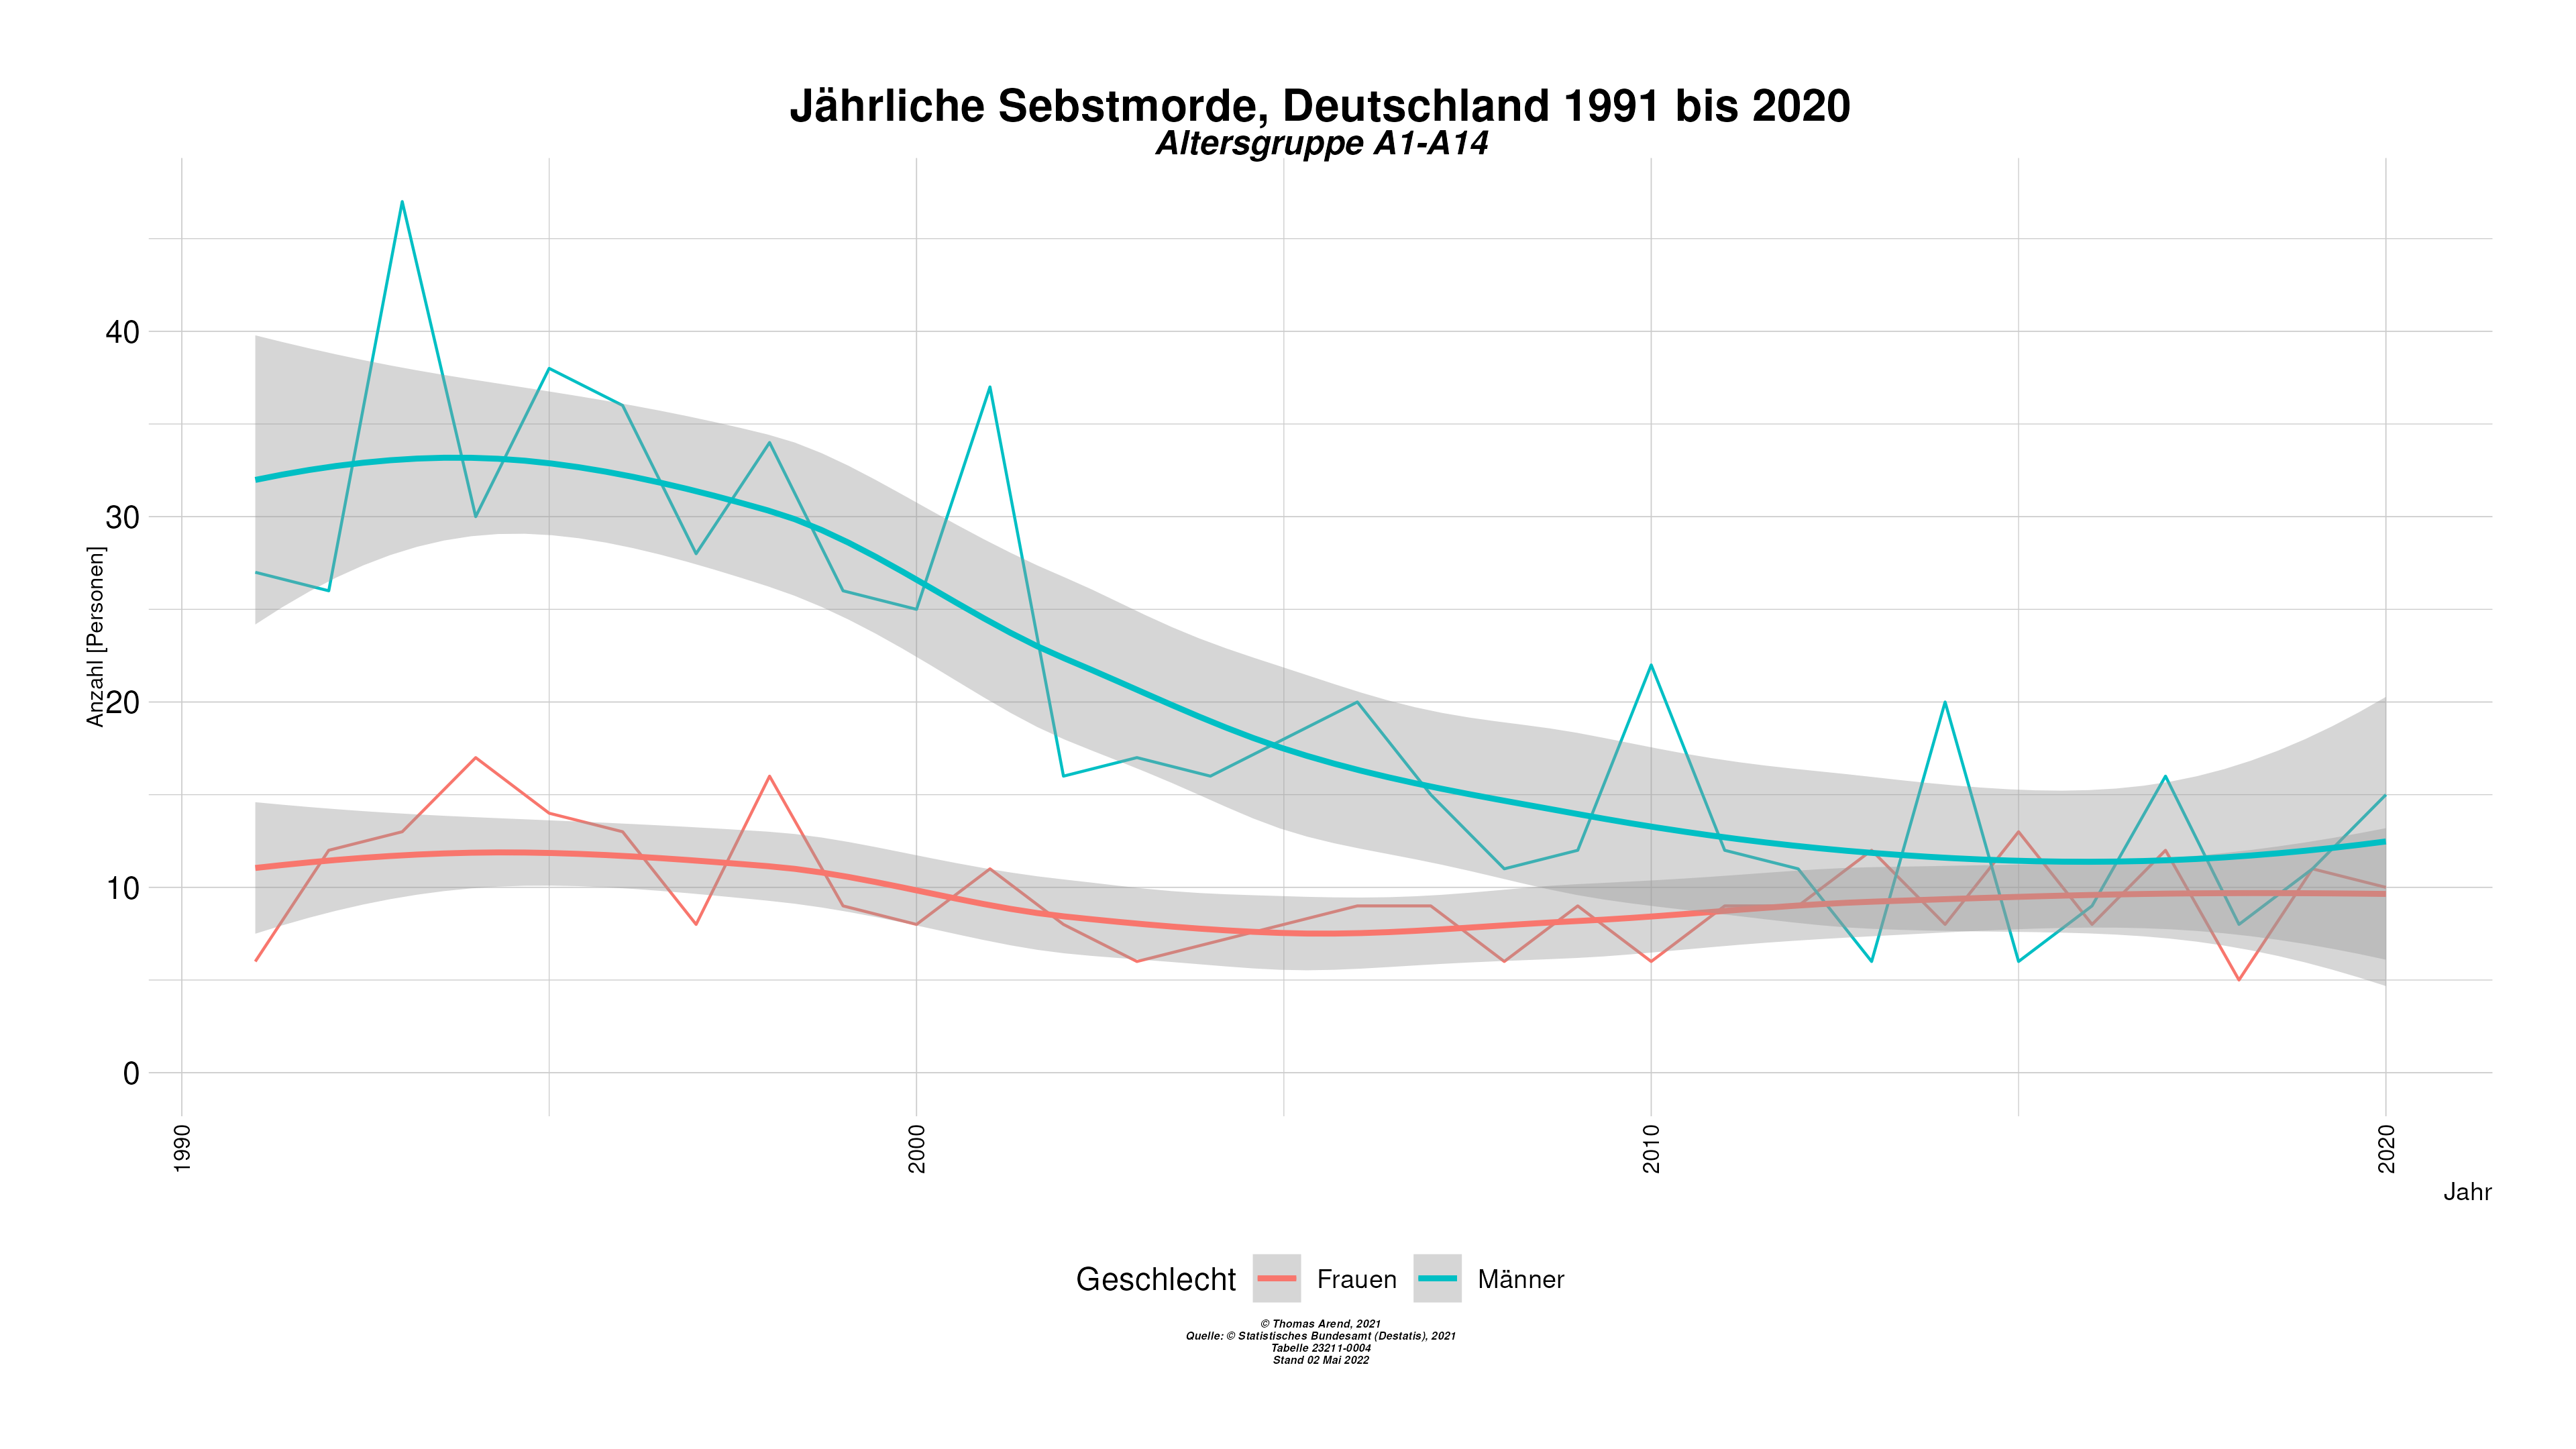 Jährliche Sebstmorde, Deutschland 1991 bis 2020
Altersgruppe A1-A14
Anzahl [Personen]
40
30
20
10
0
1990
2000
2010
2020
Jahr
Geschlecht Frauen Männer
© Thomas Arend, 2021
Quelle: © Statistisches Bundesamt (Destatis), 2021
Tabelle 23211-0004
Stand 02 Mai 2022